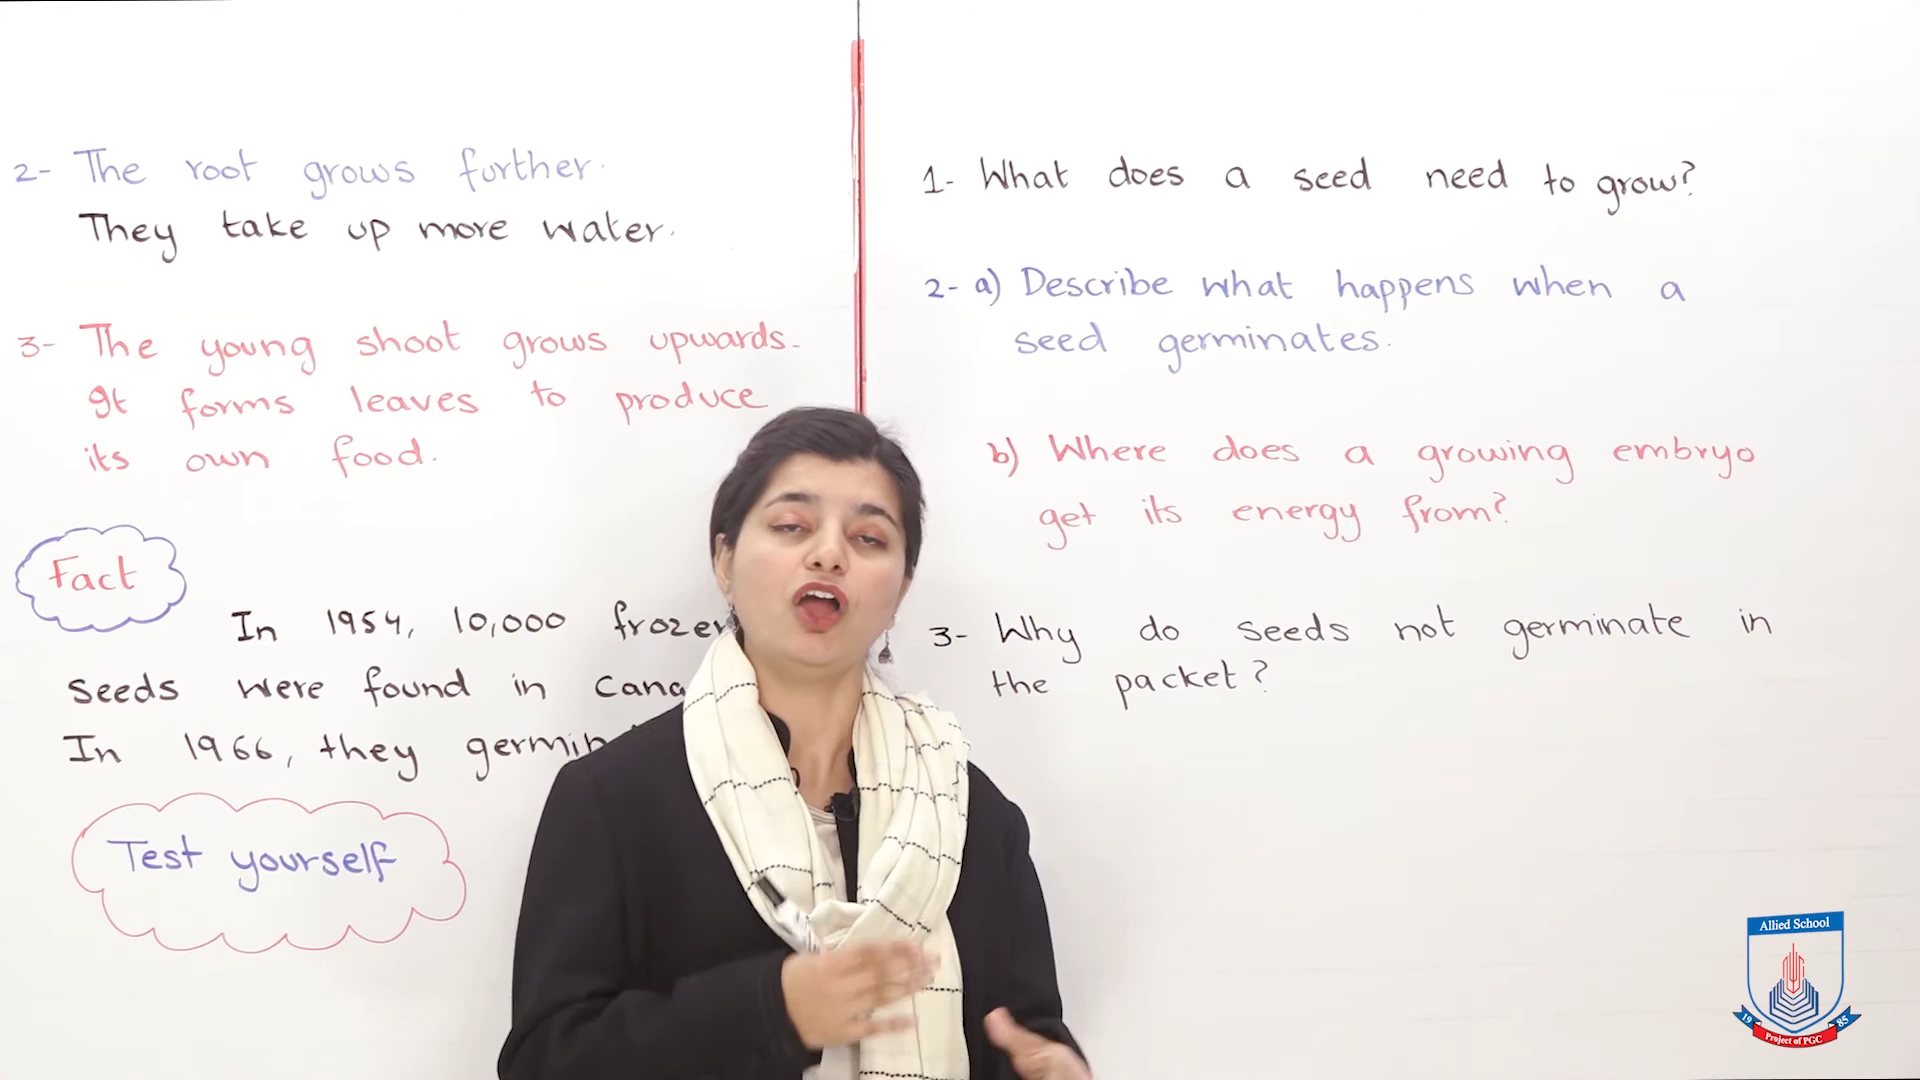 2- The root grows further.
They take up more water.
3- The young shoot grows upwards.
It forms leaves to produce
its own food.
Fact
In 1954, 10,000
seeds were found in
In 1966, they
Test yourself
1- What does a seed need to grow?
2- a) Describe what happens when a
seed germinates.
b) Where does a growing embryo
get its energy from?
3- Why do seeds not germinate in
the packet?
Allied School
19 85
Project of PGC